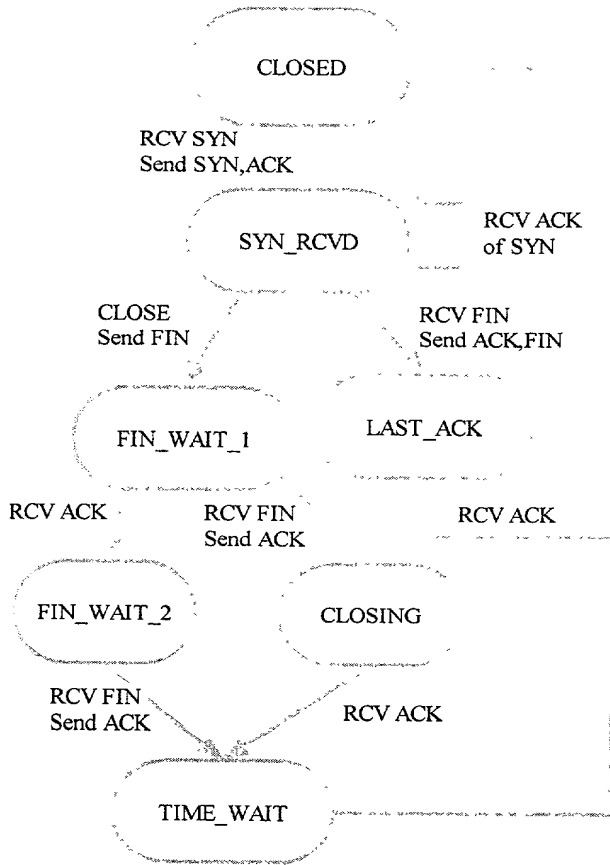 CLOSED
RCV SYN
Send SYN,ACK
SYN_RCVD
RCV ACK
of SYN
CLOSE
Send FIN
RCV FIN
Send ACK,FIN
FIN_WAIT_1
LAST_ACK
RCV ACK
RCV FIN
Send ACK
RCV ACK
FIN_WAIT_2
CLOSING
RCV FIN
Send ACK
RCV ACK
TIME_WAIT